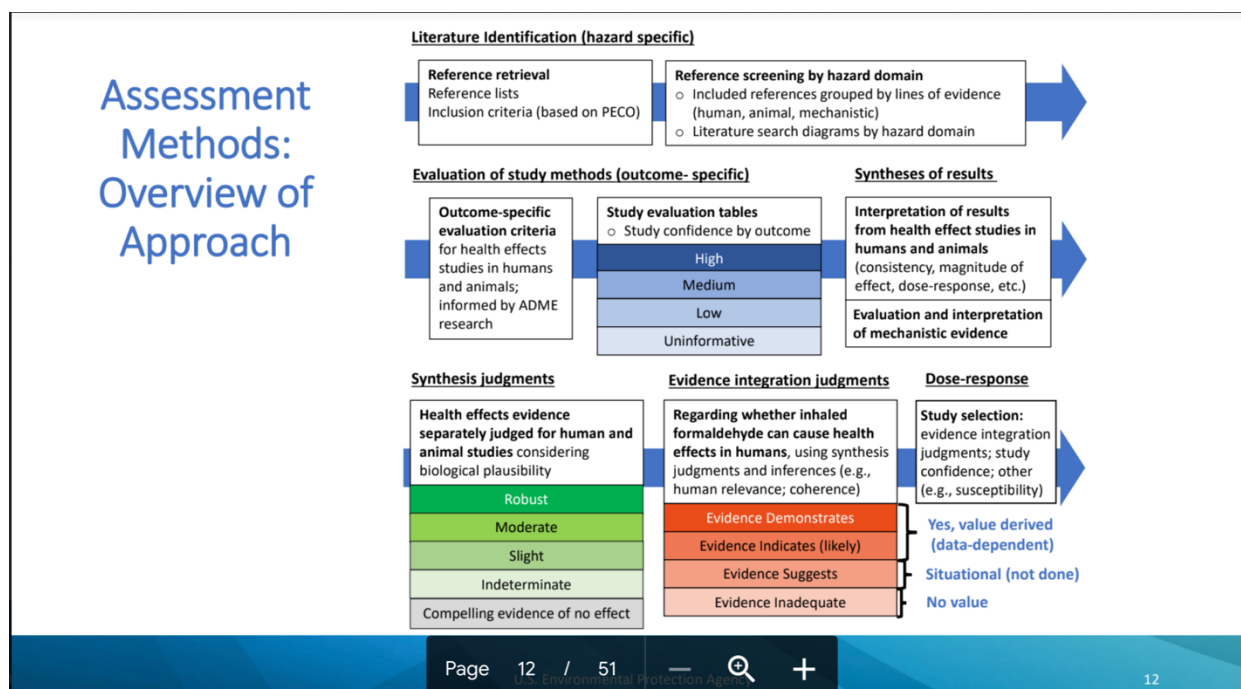 Assessment
Methods:
Overview of
Approach
Literature Identification (hazard specific)
Reference retrieval
Reference lists
Inclusion criteria (based on PECO)
Reference screening by hazard domain
○ Included references grouped by lines of evidence
(human, animal, mechanistic)
○ Literature search diagrams by hazard domain
Evaluation of study methods (outcome- specific)
Outcome-specific
evaluation criteria
for health effects
studies in humans
and animals;
informed by ADME
research
Study evaluation tables
○ Study confidence by outcome
High
Medium
Low
Uninformative
Syntheses of results
Interpretation of results
from health effect studies in
humans and animals
(consistency, magnitude of
effect, dose-response, etc.)
Evaluation and interpretation
of mechanistic evidence
Synthesis judgments
Health effects evidence
separately judged for human and
animal studies considering
biological plausibility
Robust
Moderate
Slight
Indeterminate
Compelling evidence of no effect
Evidence integration judgments
Regarding whether inhaled
formaldehyde can cause health
effects in humans, using synthesis
judgments and inferences (e.g.,
human relevance; coherence)
Evidence Demonstrates
Evidence Indicates (likely)
Evidence Suggests
Evidence Inadequate
Dose-response
Study selection:
evidence integration
judgments; study
confidence; other
(e.g., susceptibility)
Yes, value derived
(data-dependent)
Situational (not done)
No value
Page 12 / 51
U.S. Environmental Protection Agency
12